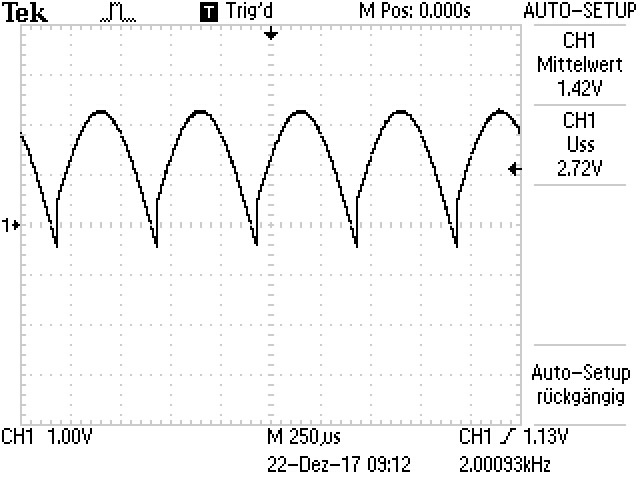 Tek T Trig'd M Pos: 0.000s AUTO-SETUP
CH1
Mittelwert
1.42V
CH1
Uss
2.72V
1
Auto-Setup
rückgängig
CH1 1.00V M 250µs CH1 1.13V
22-Dez-17 09:12 2.00093kHz